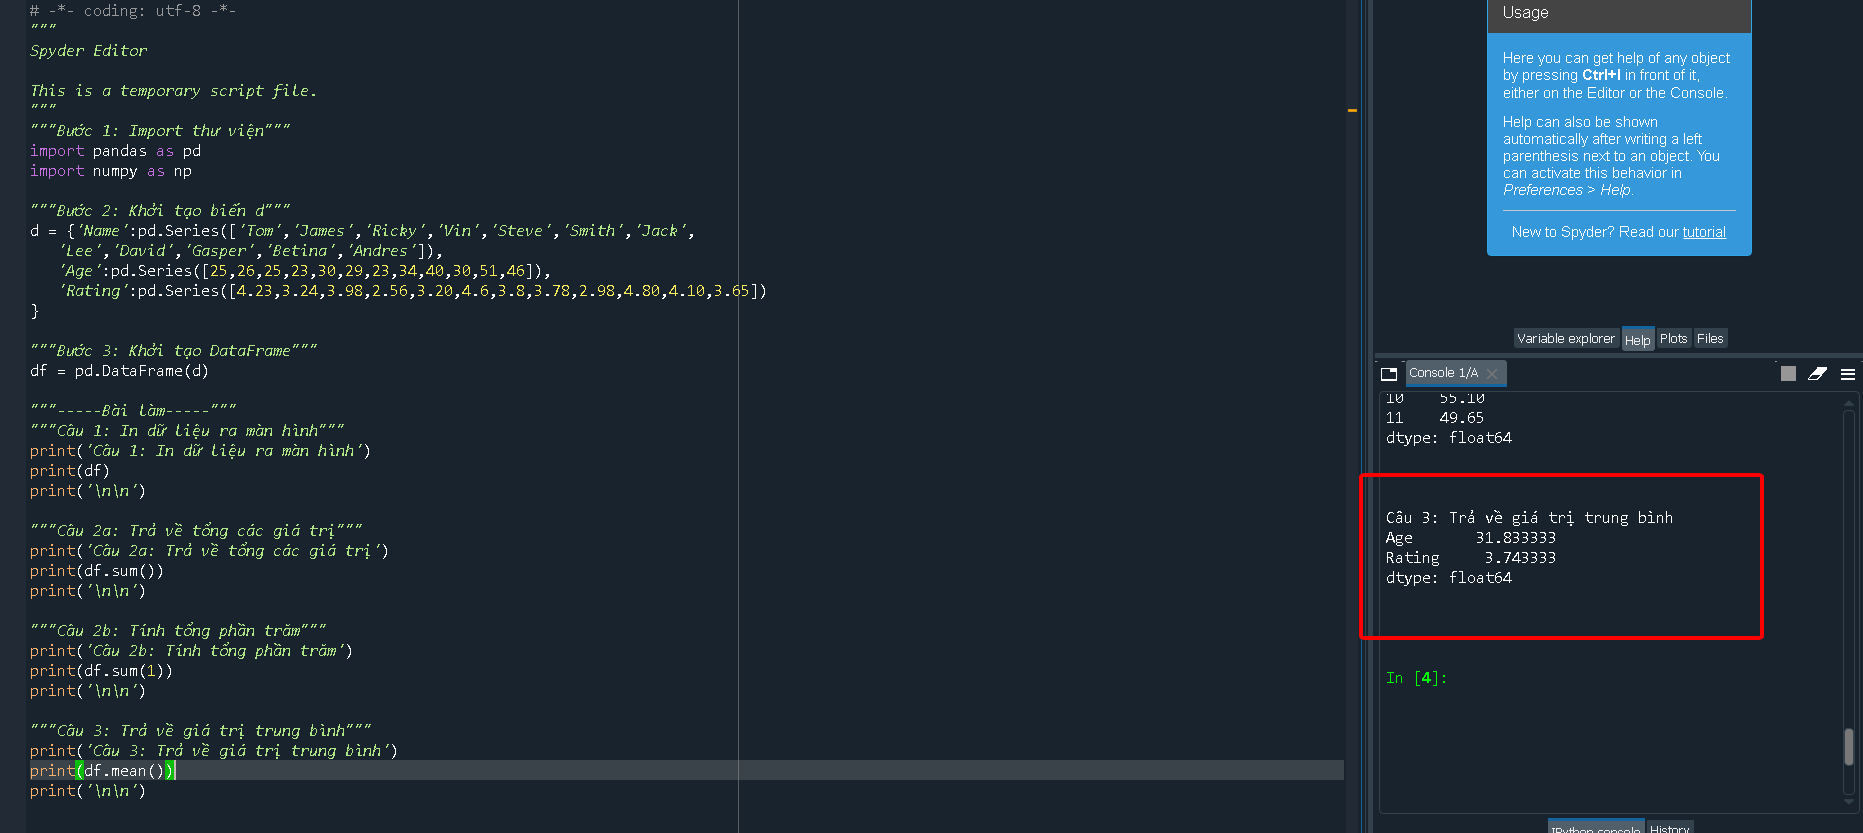 # -*- coding: utf-8 -*-
"""
Spyder Editor
This is a temporary script file.
"""
"""Bước 1: Import thư viện"""
import pandas as pd
import numpy as np
"""Bước 2: Khởi tạo biến d"""
d = {'Name':pd.Series(['Tom','James','Ricky','Vin','Steve','Smith','Jack',
'Lee','David','Gasper','Betina','Andres']),
'Age':pd.Series([25,26,25,23,30,29,23,34,40,30,51,46]),
'Rating':pd.Series([4.23,3.24,3.98,2.56,3.20,4.6,3.8,3.78,2.98,4.80,4.10,3.65])
}
"""Bước 3: Khởi tạo DataFrame"""
df = pd.DataFrame(d)
"""-----Bài làm-----"""
"""Câu 1: In dữ liệu ra màn hình"""
print('Câu 1: In dữ liệu ra màn hình')
print(df)
print('\n\n')
"""Câu 2a: Trả về tổng các giá trị"""
print('Câu 2a: Trả về tổng các giá trị')
print(df.sum())
print('\n\n')
"""Câu 2b: Tính tổng phần trăm"""
print('Câu 2b: Tính tổng phần trăm')
print(df.sum(1))
print('\n\n')
"""Câu 3: Trả về giá trị trung bình"""
print('Câu 3: Trả về giá trị trung bình')
print(df.mean())
print('\n\n')
Usage
Here you can get help of any object
by pressing Ctrl+I in front of it,
either on the Editor or the Console.
Help can also be shown
automatically after writing a left
parenthesis next to an object. You
can activate this behavior in
Preferences > Help.
New to Spyder? Read our tutorial
Variable explorer Help Plots Files
Console 1/A
10 55.10
11 49.65
dtype: float64
Câu 3: Trả về giá trị trung bình
Age 31.833333
Rating 3.743333
dtype: float64
In [4]:
IPython console History